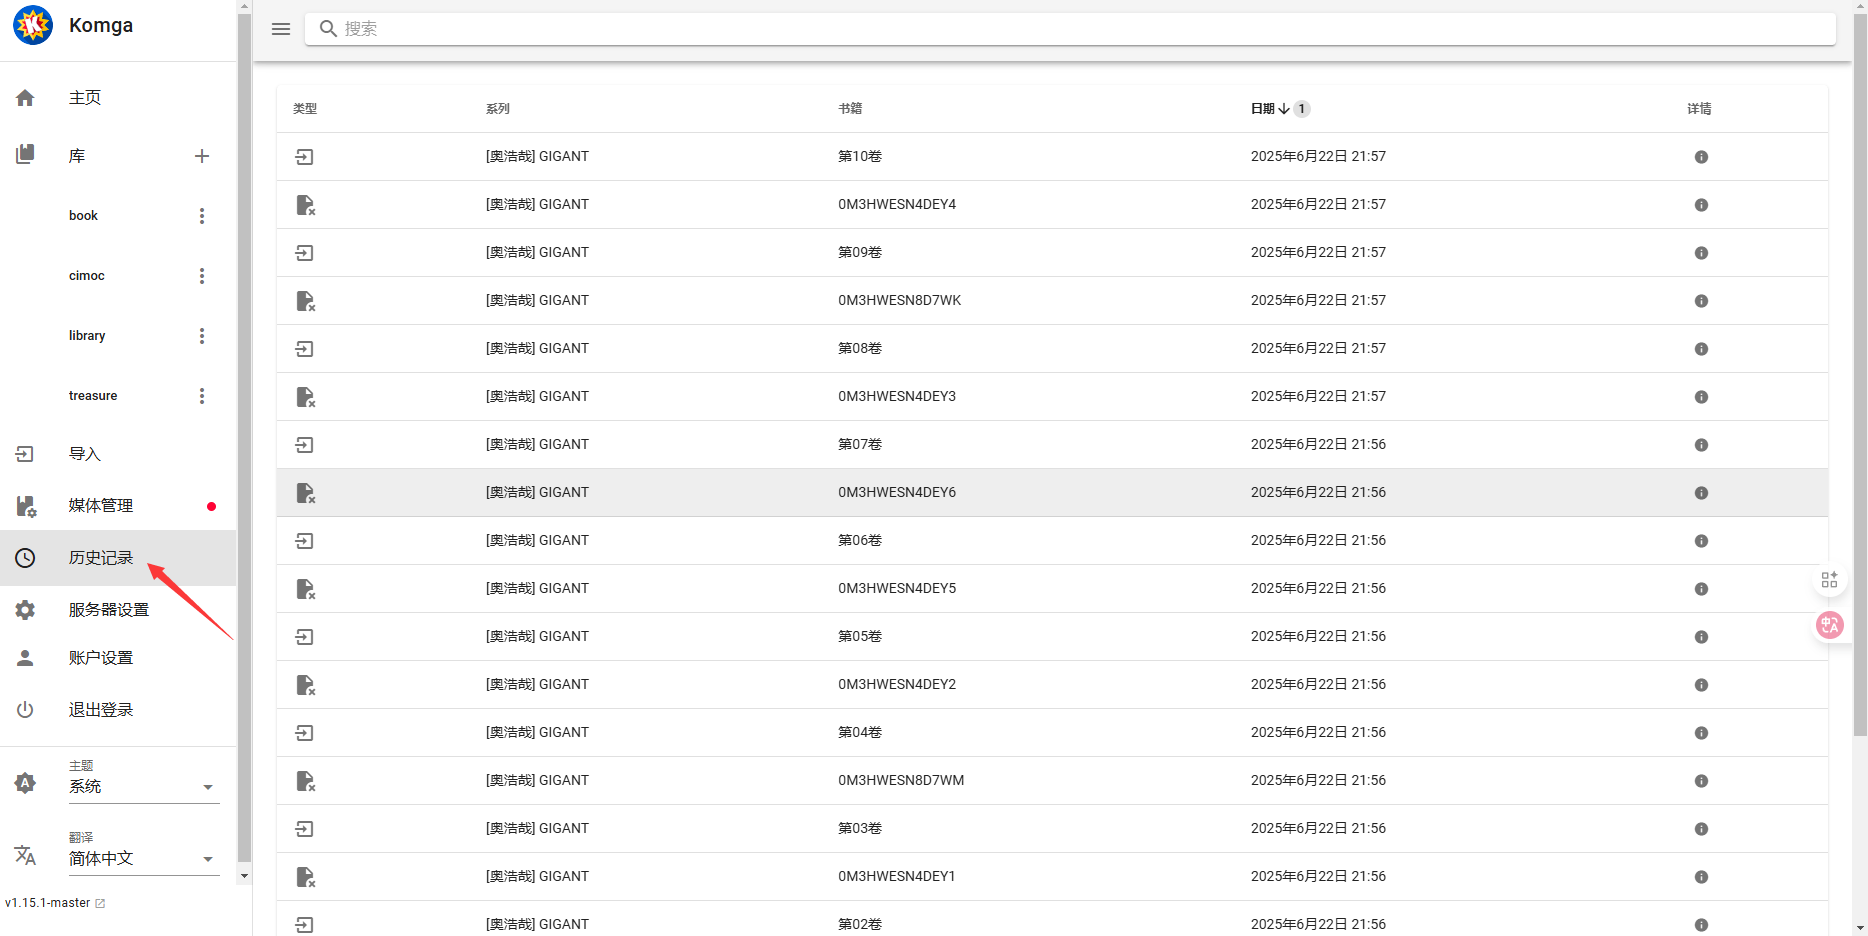 Komga
主页
库
book
cimoc
library
treasure
导入
媒体管理
历史记录
服务器设置
账户设置
退出登录
主题
系统
翻译
简体中文
v1.15.1-master
搜索
类型 系列 书籍 日期 1 详情
[奥浩哉] GIGANT 第10卷 2025年6月22日 21:57
[奥浩哉] GIGANT 0M3HWESN4DEY4 2025年6月22日 21:57
[奥浩哉] GIGANT 第09卷 2025年6月22日 21:57
[奥浩哉] GIGANT 0M3HWESN8D7WK 2025年6月22日 21:57
[奥浩哉] GIGANT 第08卷 2025年6月22日 21:57
[奥浩哉] GIGANT 0M3HWESN4DEY3 2025年6月22日 21:57
[奥浩哉] GIGANT 第07卷 2025年6月22日 21:56
[奥浩哉] GIGANT 0M3HWESN4DEY6 2025年6月22日 21:56
[奥浩哉] GIGANT 第06卷 2025年6月22日 21:56
[奥浩哉] GIGANT 0M3HWESN4DEY5 2025年6月22日 21:56
[奥浩哉] GIGANT 第05卷 2025年6月22日 21:56
[奥浩哉] GIGANT 0M3HWESN4DEY2 2025年6月22日 21:56
[奥浩哉] GIGANT 第04卷 2025年6月22日 21:56
[奥浩哉] GIGANT 0M3HWESN8D7WM 2025年6月22日 21:56
[奥浩哉] GIGANT 第03卷 2025年6月22日 21:56
[奥浩哉] GIGANT 0M3HWESN4DEY1 2025年6月22日 21:56
[奥浩哉] GIGANT 第02卷 2025年6月22日 21:56